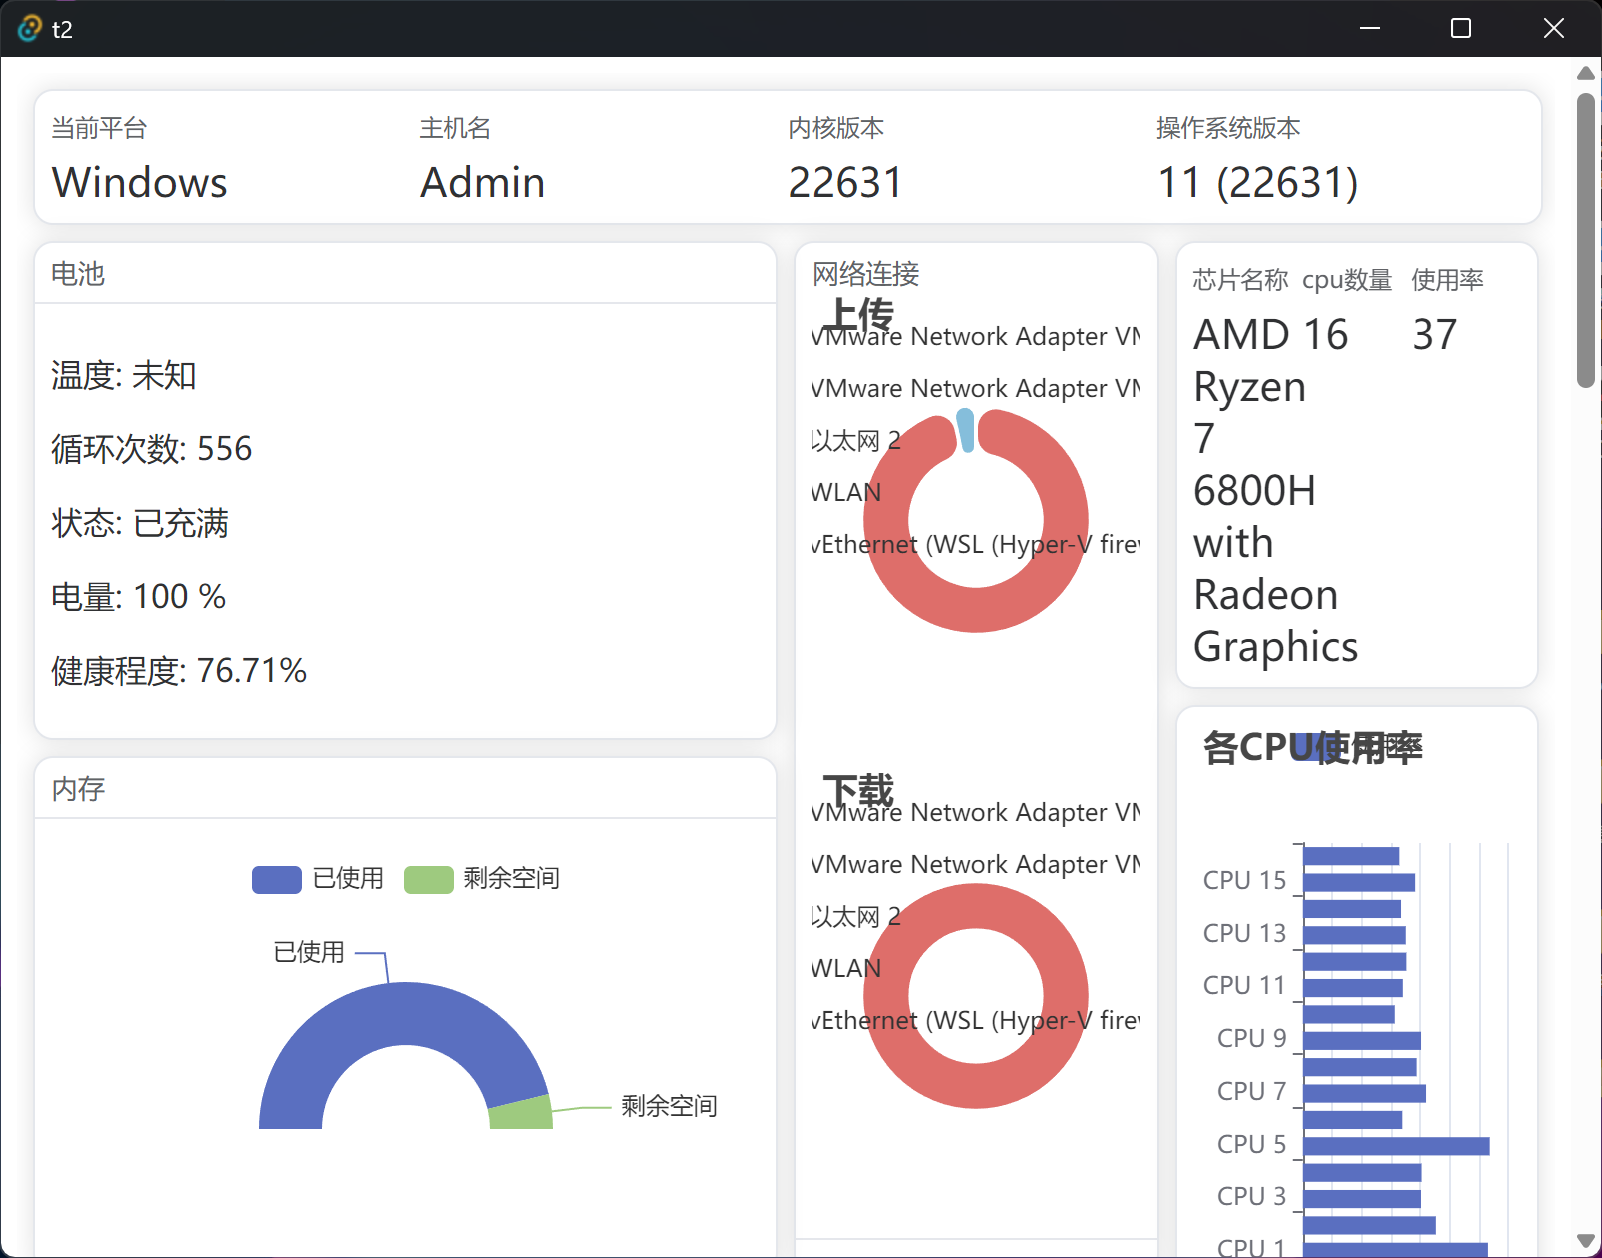 t2
当前平台
Windows
主机名
Admin
内核版本
22631
操作系统版本
11 (22631)
电池
温度: 未知
循环次数: 556
状态: 已充满
电量: 100 %
健康程度: 76.71%
内存
已使用 剩余空间
已使用
剩余空间
网络连接
上传
VMware Network Adapter VM
VMware Network Adapter VM
以太网 2
WLAN
vEthernet (WSL (Hyper-V firew
下载
VMware Network Adapter VM
VMware Network Adapter VM
以太网 2
WLAN
vEthernet (WSL (Hyper-V firew
芯片名称
AMD
Ryzen
7
6800H
with
Radeon
Graphics
cpu数量
16
使用率
37
各CPU使用率
CPU 15
CPU 13
CPU 11
CPU 9
CPU 7
CPU 5
CPU 3
CPU 1